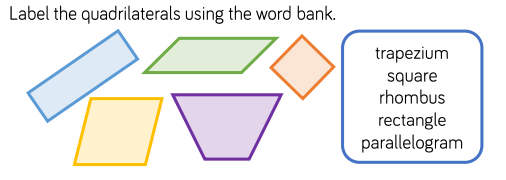 Label the quadrilaterals using the word bank.
trapezium
square
rhombus
rectangle
parallelogram